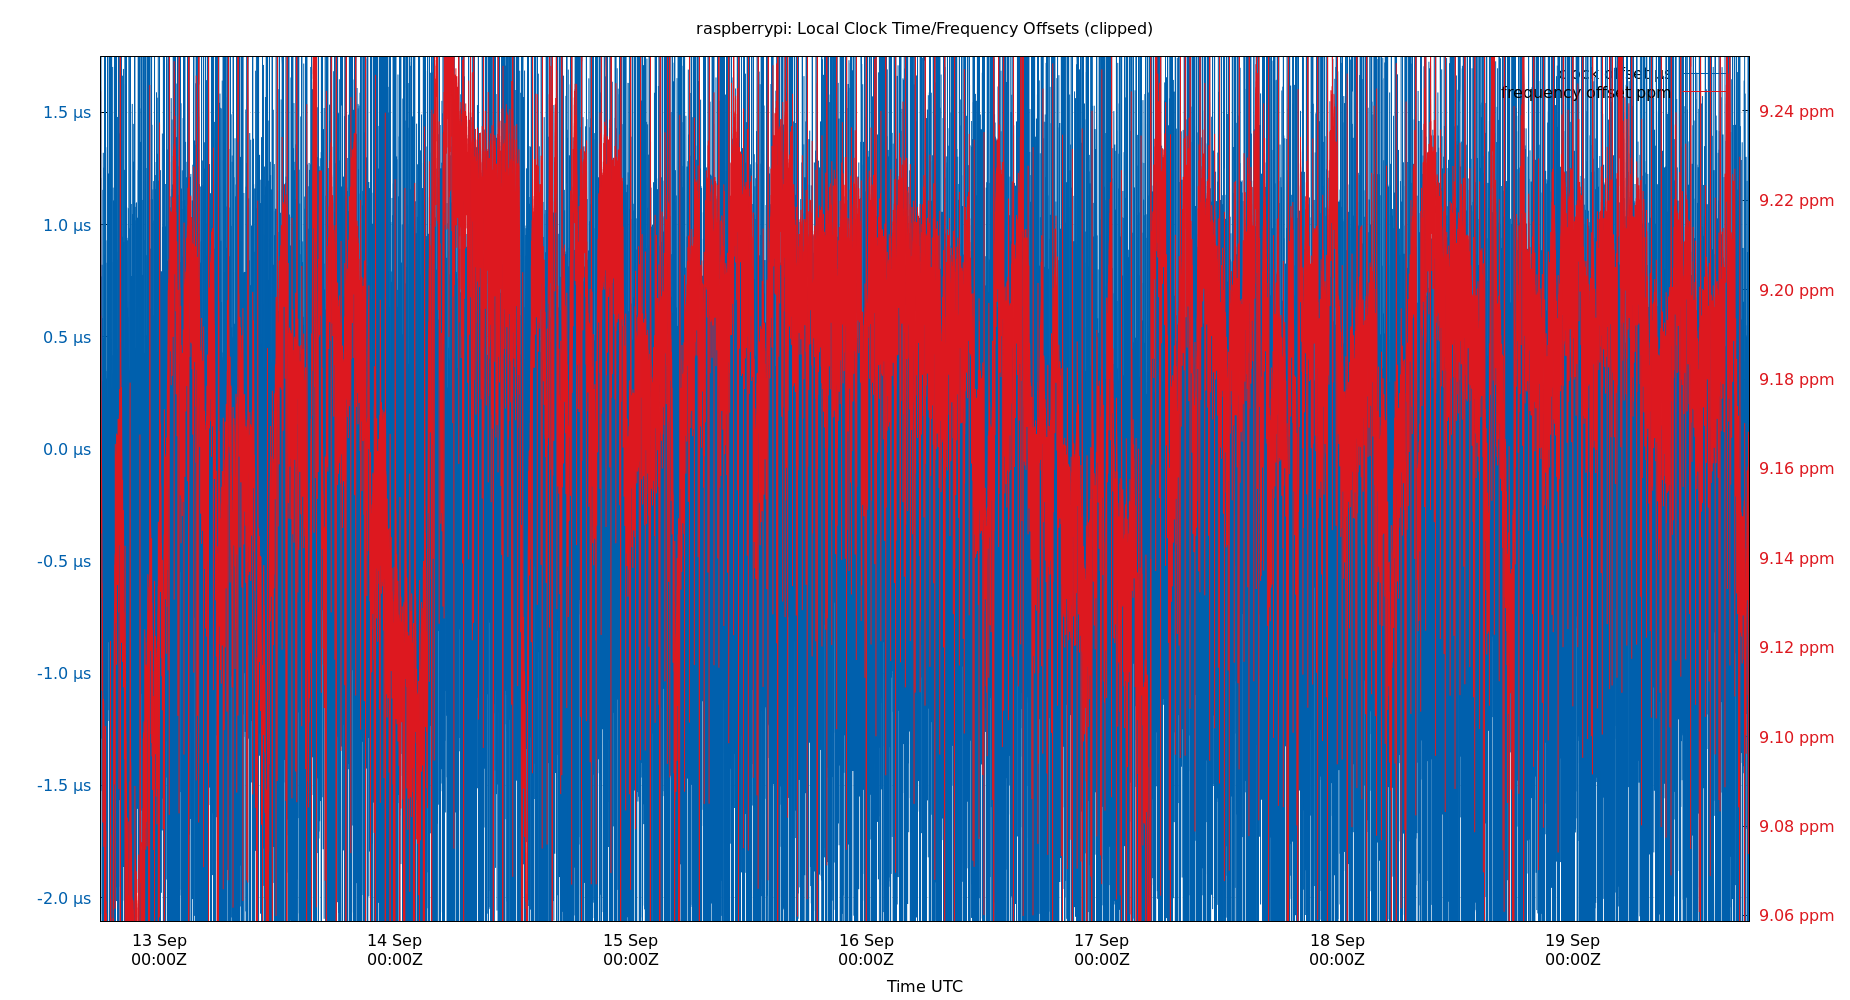 raspberrypi: Local Clock Time/Frequency Offsets (clipped)
clock offset µs
frequency offset ppm
1.5 µs
1.0 µs
0.5 µs
0.0 µs
-0.5 µs
-1.0 µs
-1.5 µs
-2.0 µs
9.24 ppm
9.22 ppm
9.20 ppm
9.18 ppm
9.16 ppm
9.14 ppm
9.12 ppm
9.10 ppm
9.08 ppm
9.06 ppm
13 Sep 14 Sep 15 Sep 16 Sep 17 Sep 18 Sep 19 Sep
00:00Z 00:00Z 00:00Z 00:00Z 00:00Z 00:00Z 00:00Z
Time UTC